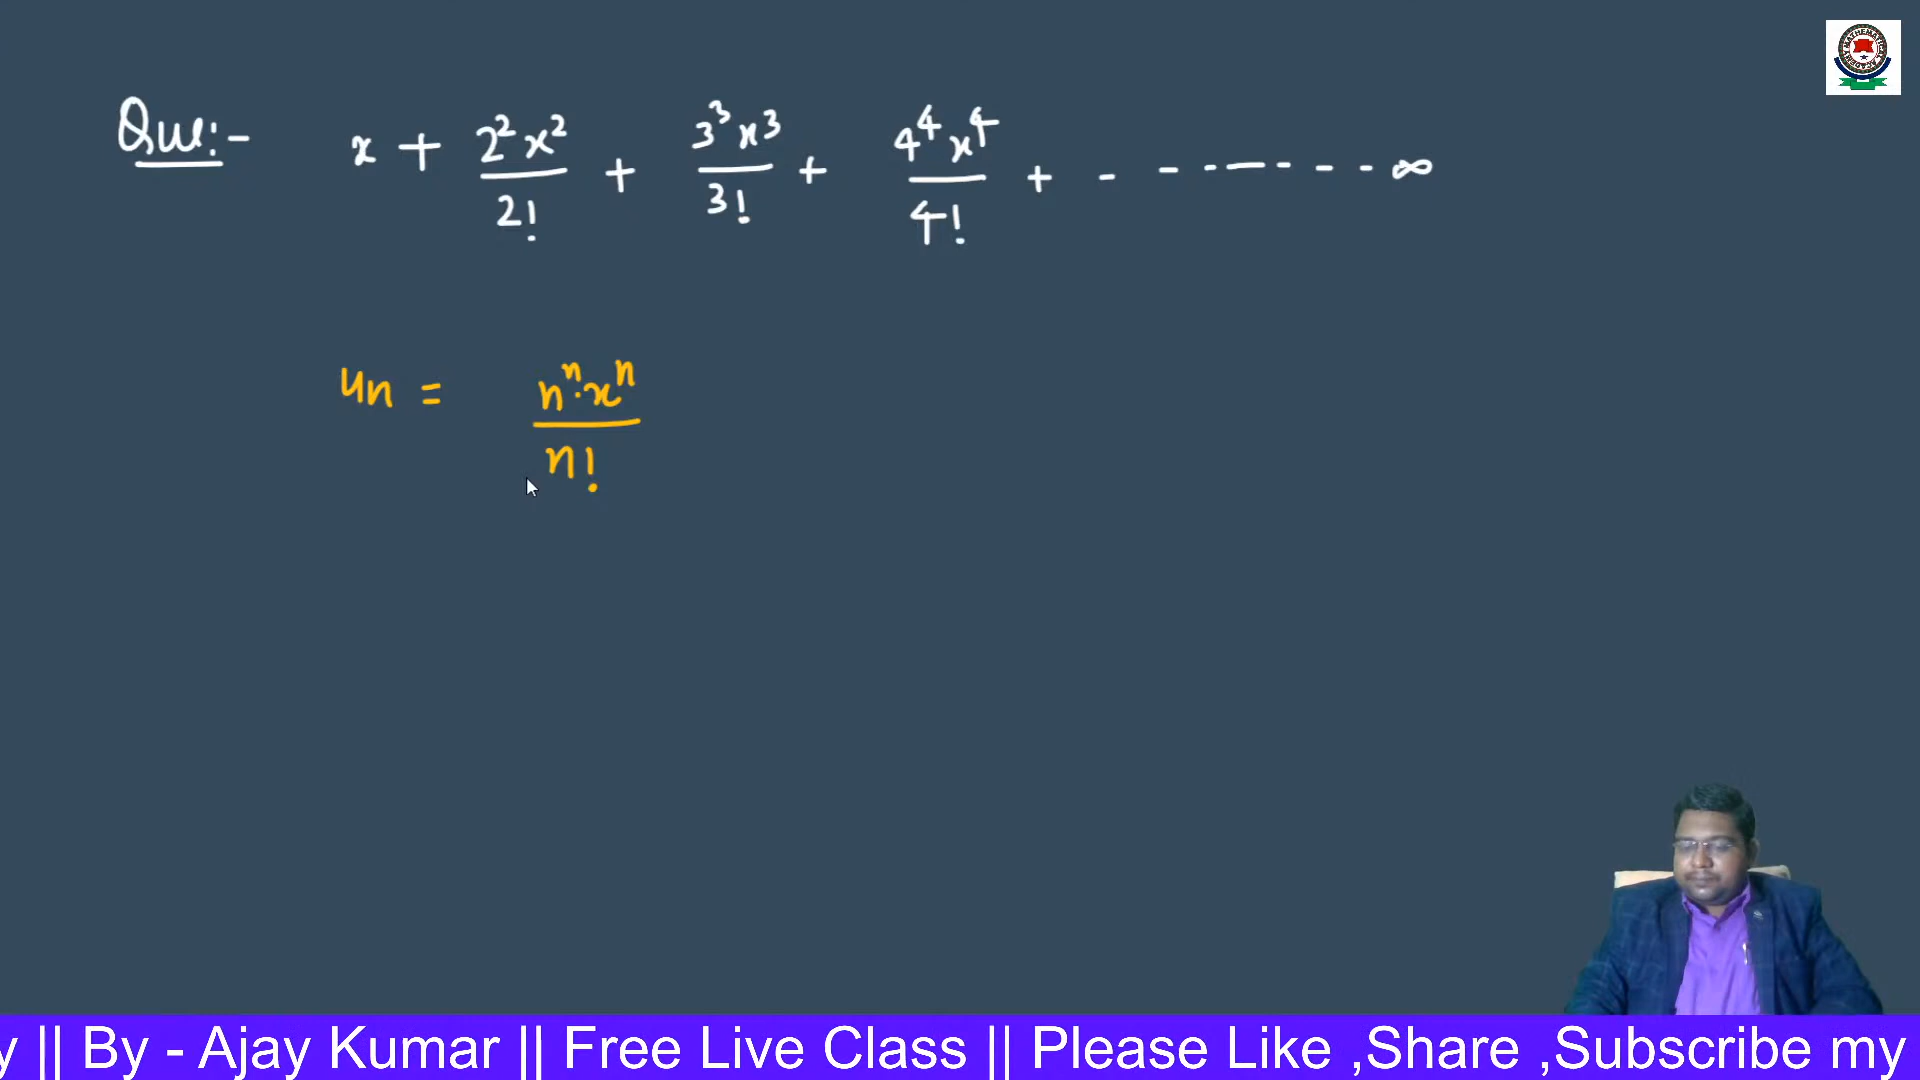 Que:- x + 2²x²/2! + 3³x³/3! + 4⁴x⁴/4! + - - - - - - - ∞
un = nⁿ·xⁿ/n!
y || By - Ajay Kumar || Free Live Class || Please Like ,Share ,Subscribe my